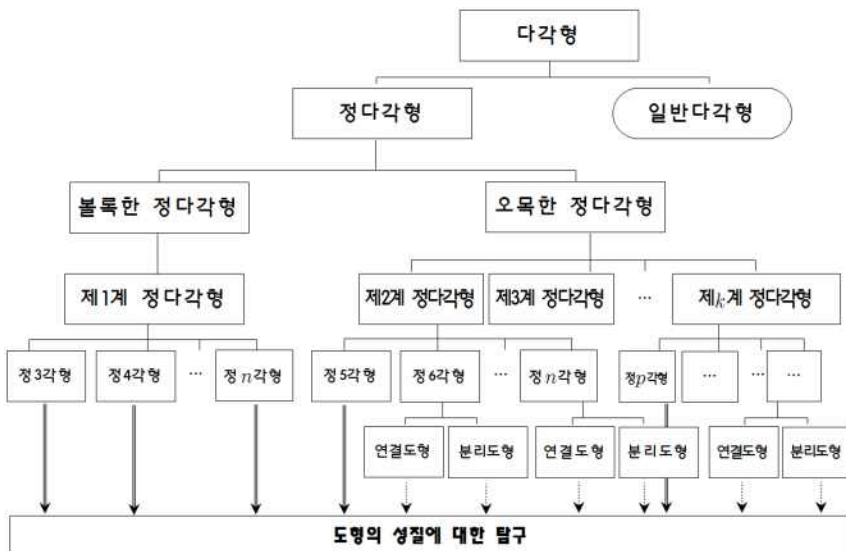 다각형
정다각형 일반다각형
볼록한 정다각형 오목한 정다각형
제1계 정다각형 제2계 정다각형 제3계 정다각형 ... 제k계 정다각형
정3각형 정4각형 ... 정n각형 정5각형 정6각형 ... 정n각형 정p각형 ... ... ...
연결도형 분리도형 연결도형 분리도형 연결도형 분리도형
도형의 성질에 대한 탐구